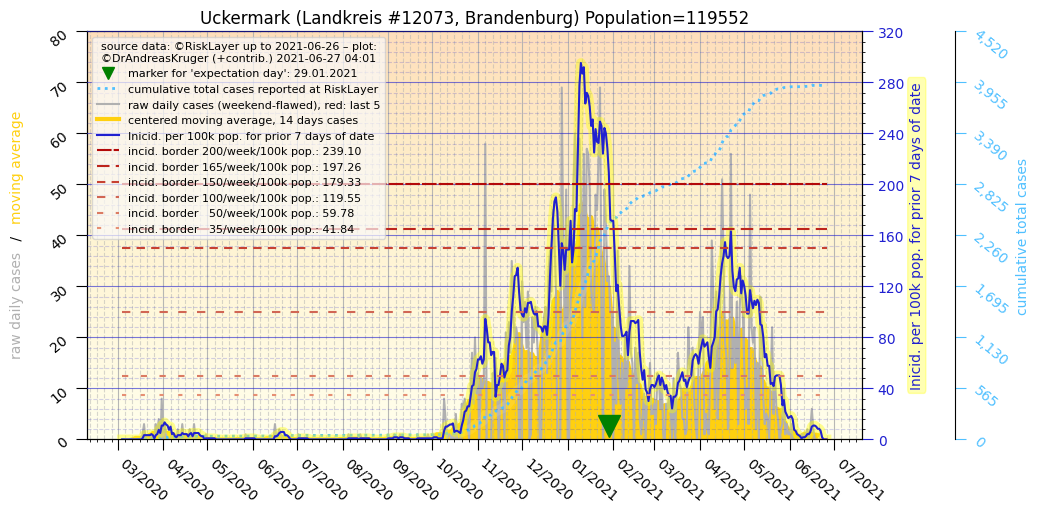 Uckermark (Landkreis #12073, Brandenburg) Population=119552
source data: ©RiskLayer up to 2021-06-26 – plot:
©DrAndreasKruger (+contrib.) 2021-06-27 04:01
marker for 'expectation day': 29.01.2021
cumulative total cases reported at RiskLayer
raw daily cases (weekend-flawed), red: last 5
centered moving average, 14 days cases
Inicid. per 100k pop. for prior 7 days of date
incid. border 200/week/100k pop.: 239.10
incid. border 165/week/100k pop.: 197.26
incid. border 150/week/100k pop.: 179.33
incid. border 100/week/100k pop.: 119.55
incid. border   50/week/100k pop.: 59.78
incid. border   35/week/100k pop.: 41.84
raw daily cases / moving average
80
70
60
50
40
30
20
10
0
320
280
240
200
160
120
80
40
0
Inicid. per 100k pop. for prior 7 days of date
4,520
3,955
3,390
2,825
2,260
1,695
1,130
565
0
cumulative total cases
03/2020
04/2020
05/2020
06/2020
07/2020
08/2020
09/2020
10/2020
11/2020
12/2020
01/2021
02/2021
03/2021
04/2021
05/2021
06/2021
07/2021